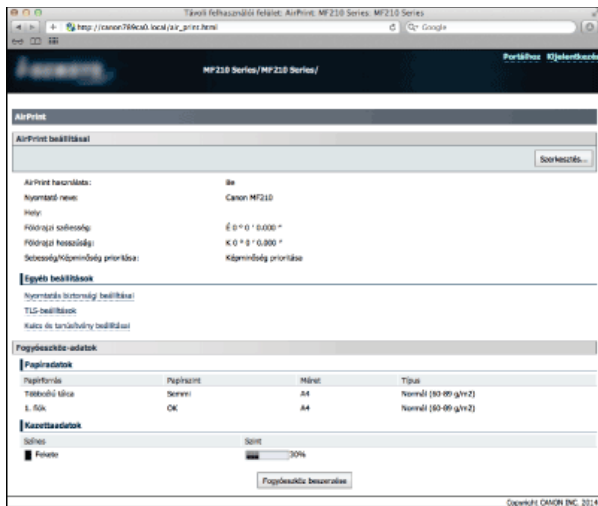 Távoli felhasználói felület: AirPrint: MF210 Series: MF210 Series
http://canon789ca0.local/air_print.html
Google
Portálhoz Kijelentkezés
MF210 Series/MF210 Series/
AirPrint
AirPrint beállításai
Szerkesztés...
AirPrint használata: Be
Nyomtató neve: Canon MF210
Hely:
Földrajzi szélesség: É 0 ° 0 ' 0.000 "
Földrajzi hosszúság: K 0 ° 0 ' 0.000 "
Sebesség/Képminőség prioritása: Képminőség prioritása
Egyéb beállítások
Nyomtatás biztonsági beállításai
TLS-beállítások
Kulcs és tanúsítvány beállításai
Fogyóeszköz-adatok
Papíradatok
Papírforrás Papírszint Méret Típus
Többcélú tálca Semmi A4 Normál (60-89 g/m2)
1. fiók OK A4 Normál (60-89 g/m2)
Kazettaadatok
Színes Szint
Fekete 30%
Fogyóeszköz beszerzése
Copyright CANON INC. 2014